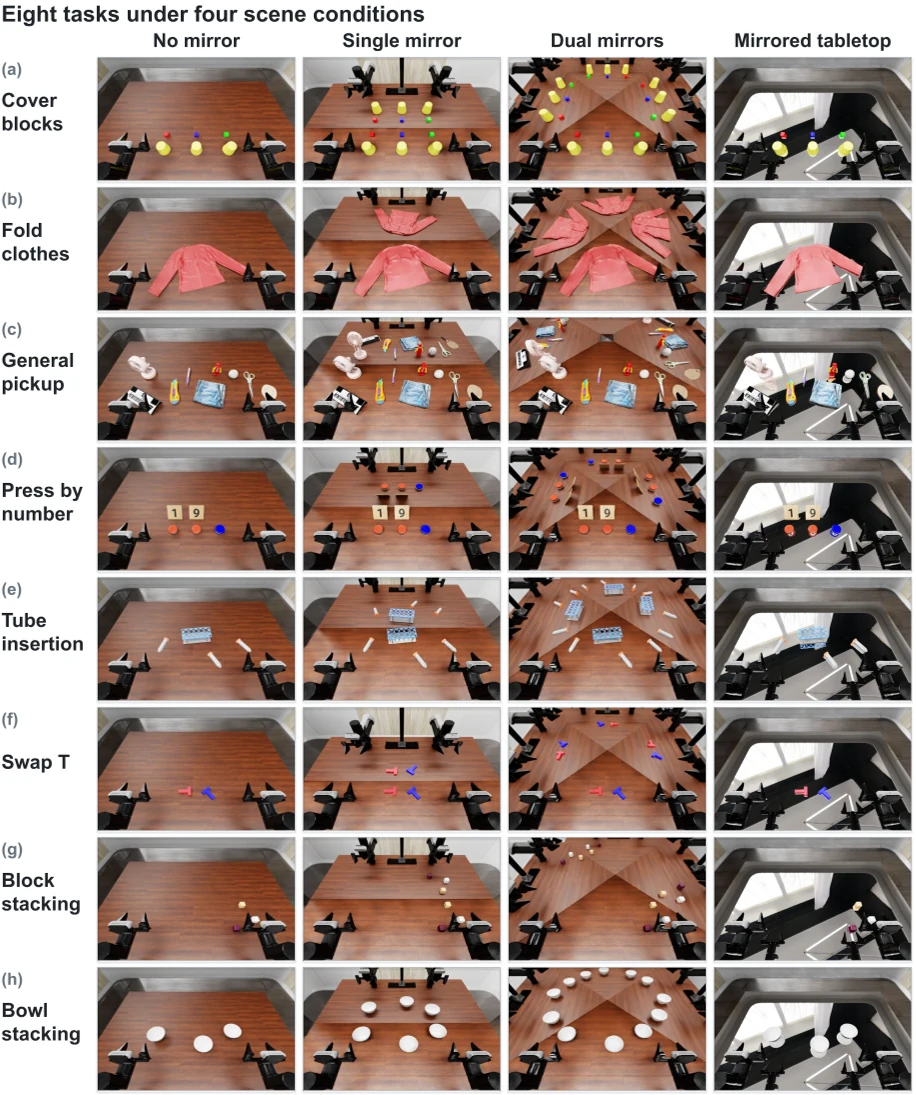 Eight tasks under four scene conditions
No mirror Single mirror Dual mirrors Mirrored tabletop
(a)
Cover
blocks
(b)
Fold
clothes
(c)
General
pickup
(d)
Press by
number
1 9
1 9
1 9
1 9
(e)
Tube
insertion
(f)
Swap T
(g)
Block
stacking
(h)
Bowl
stacking